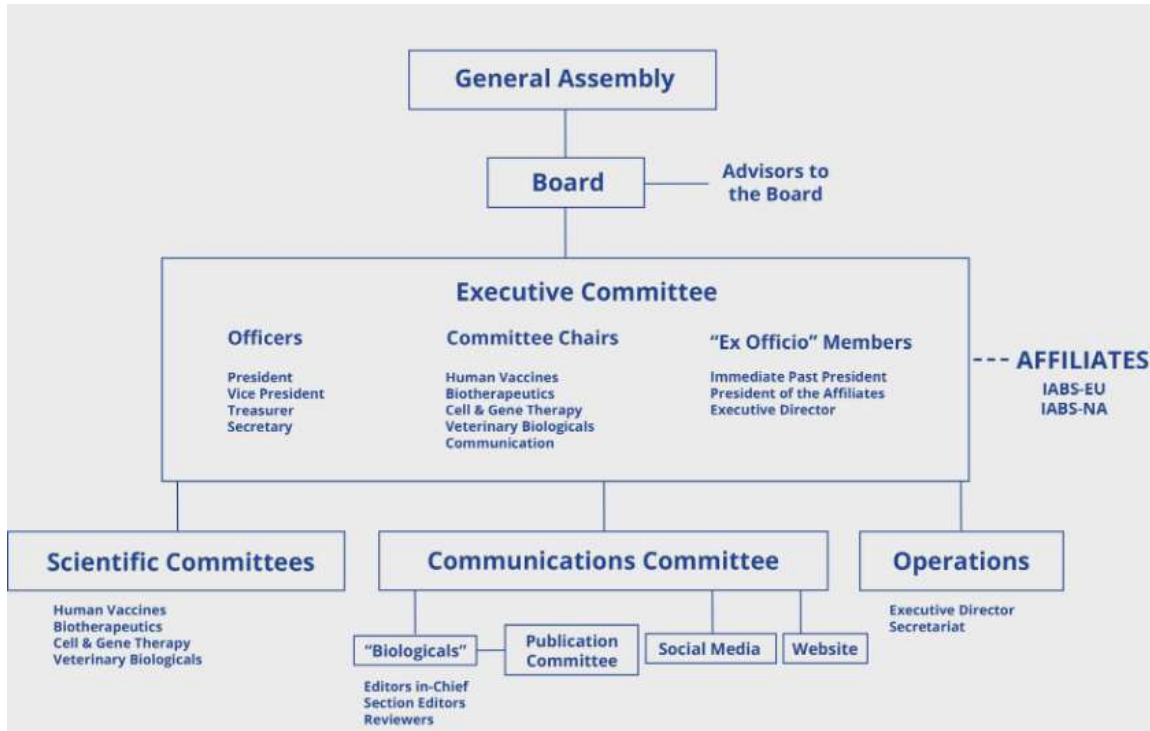 General Assembly
Board
Advisors to
the Board
Executive Committee
Officers
President
Vice President
Treasurer
Secretary
Committee Chairs
Human Vaccines
Biotherapeutics
Cell & Gene Therapy
Veterinary Biologicals
Communication
“Ex Officio” Members
Immediate Past President
President of the Affiliates
Executive Director
AFFILIATES
IABS-EU
IABS-NA
Scientific Committees
Human Vaccines
Biotherapeutics
Cell & Gene Therapy
Veterinary Biologicals
Communications Committee
“Biologicals”
Editors in-Chief
Section Editors
Reviewers
Publication
Committee
Social Media
Website
Operations
Executive Director
Secretariat